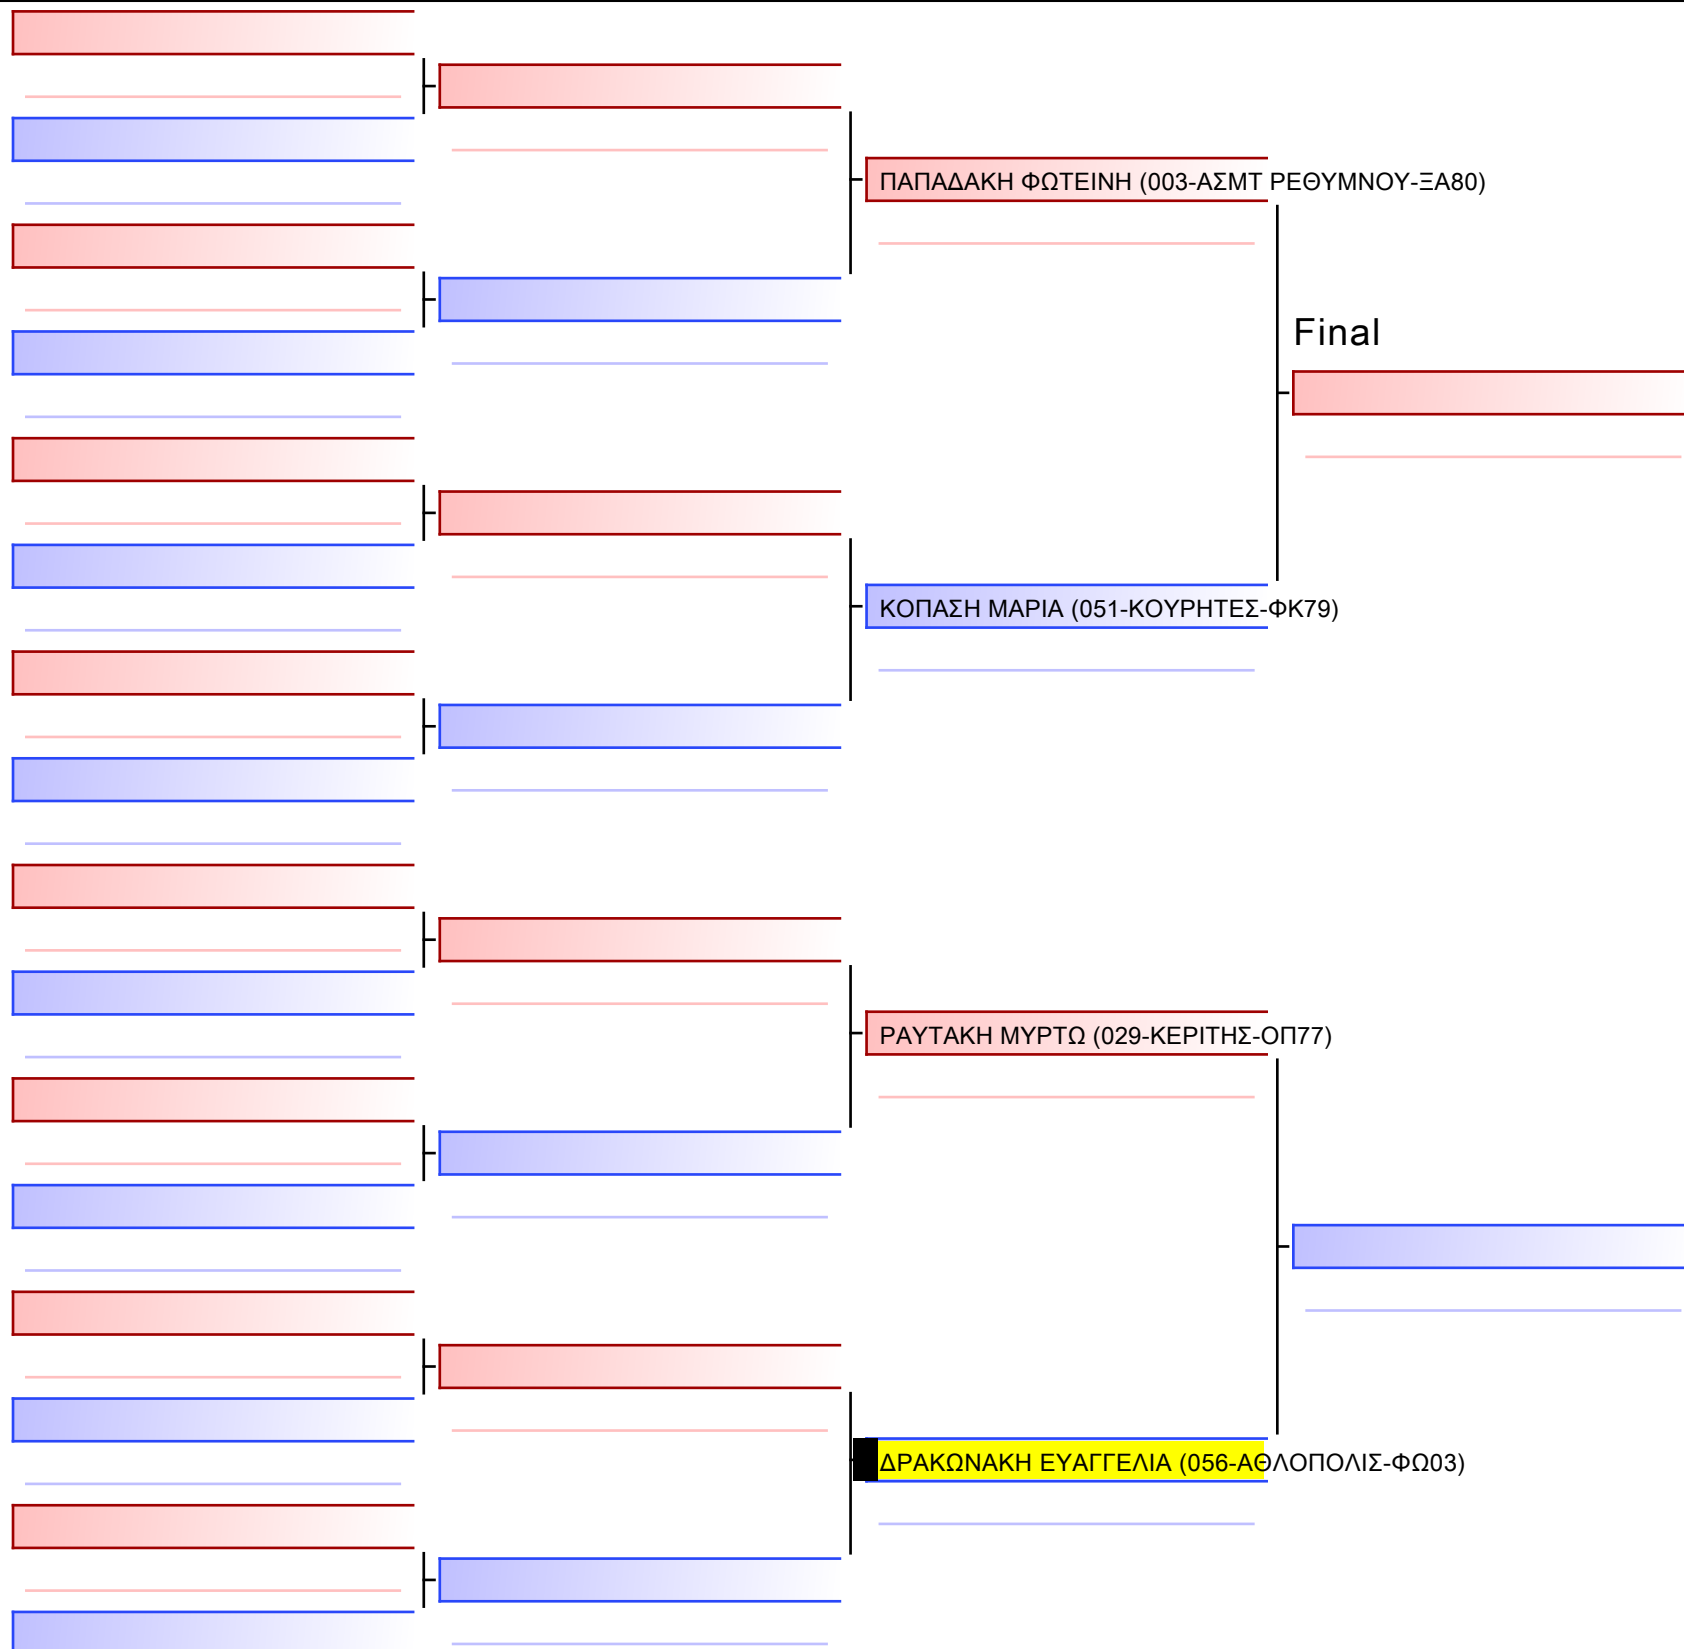 ΠΑΠΑΔΑΚΗ ΦΩΤΕΙΝΗ (003-ΑΣΜΤ ΡΕΘΥΜΝΟΥ-ΞΑ80)
Final
ΚΟΠΑΣΗ ΜΑΡΙΑ (051-ΚΟΥΡΗΤΕΣ-ΦΚ79)
ΡΑΥΤΑΚΗ ΜΥΡΤΩ (029-ΚΕΡΙΤΗΣ-ΟΠ77)
ΔΡΑΚΩΝΑΚΗ ΕΥΑΓΓΕΛΙΑ (056-ΑΘΛΟΠΟΛΙΣ-ΦΩ03)